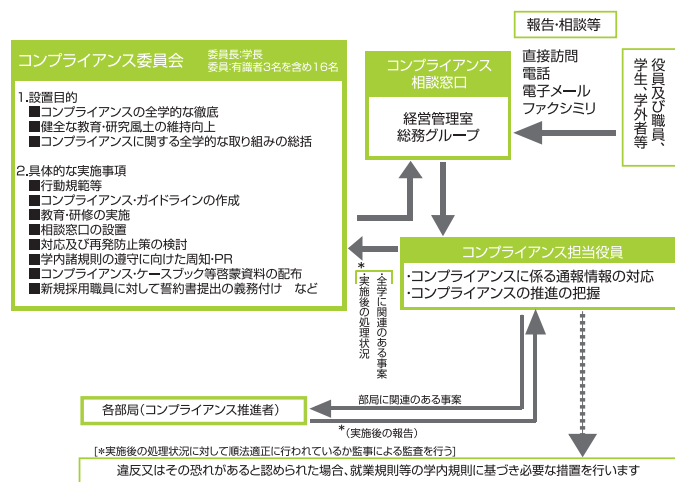 報告・相談等
コンプライアンス委員会
委員長:学長
委員:有識者3名を含め16名
1.設置目的
■コンプライアンスの全学的な徹底
■健全な教育・研究風土の維持向上
■コンプライアンスに関する全学的な取り組みの総括
2.具体的な実施事項
■行動規範等
■コンプライアンス・ガイドラインの作成
■教育・研修の実施
■相談窓口の設置
■対応及び再発防止策の検討
■学内諸規則の遵守に向けた周知・PR
■コンプライアンス・ケースブック等啓蒙資料の配布
■新規採用職員に対して誓約書提出の義務付け　など
コンプライアンス
相談窓口
経営管理室
総務グループ
直接訪問
電話
電子メール
ファクシミリ
役員及び職員、
学生、学外者等
コンプライアンス担当役員
・コンプライアンスに係る通報情報の対応
・コンプライアンスの推進の把握
・全学に関連のある事案
*・実施後の処理状況
各部局(コンプライアンス推進者)
部局に関連のある事案
*(実施後の報告)
[*実施後の処理状況に対して順法適正に行われているか監事による監査を行う]
違反又はその恐れがあると認められた場合、就業規則等の学内規則に基づき必要な措置を行います